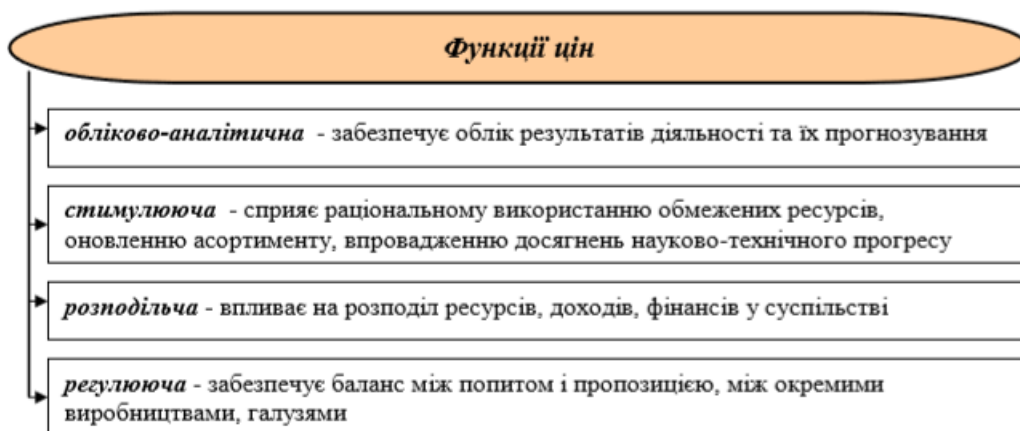 Функції цін
обліково-аналітична - забезпечує облік результатів діяльності та їх прогнозування
стимулююча - сприяє раціональному використанню обмежених ресурсів,
оновленню асортименту, впровадженню досягнень науково-технічного прогресу
розподільча - впливає на розподіл ресурсів, доходів, фінансів у суспільстві
регулююча - забезпечує баланс між попитом і пропозицією, між окремими
виробництвами, галузями